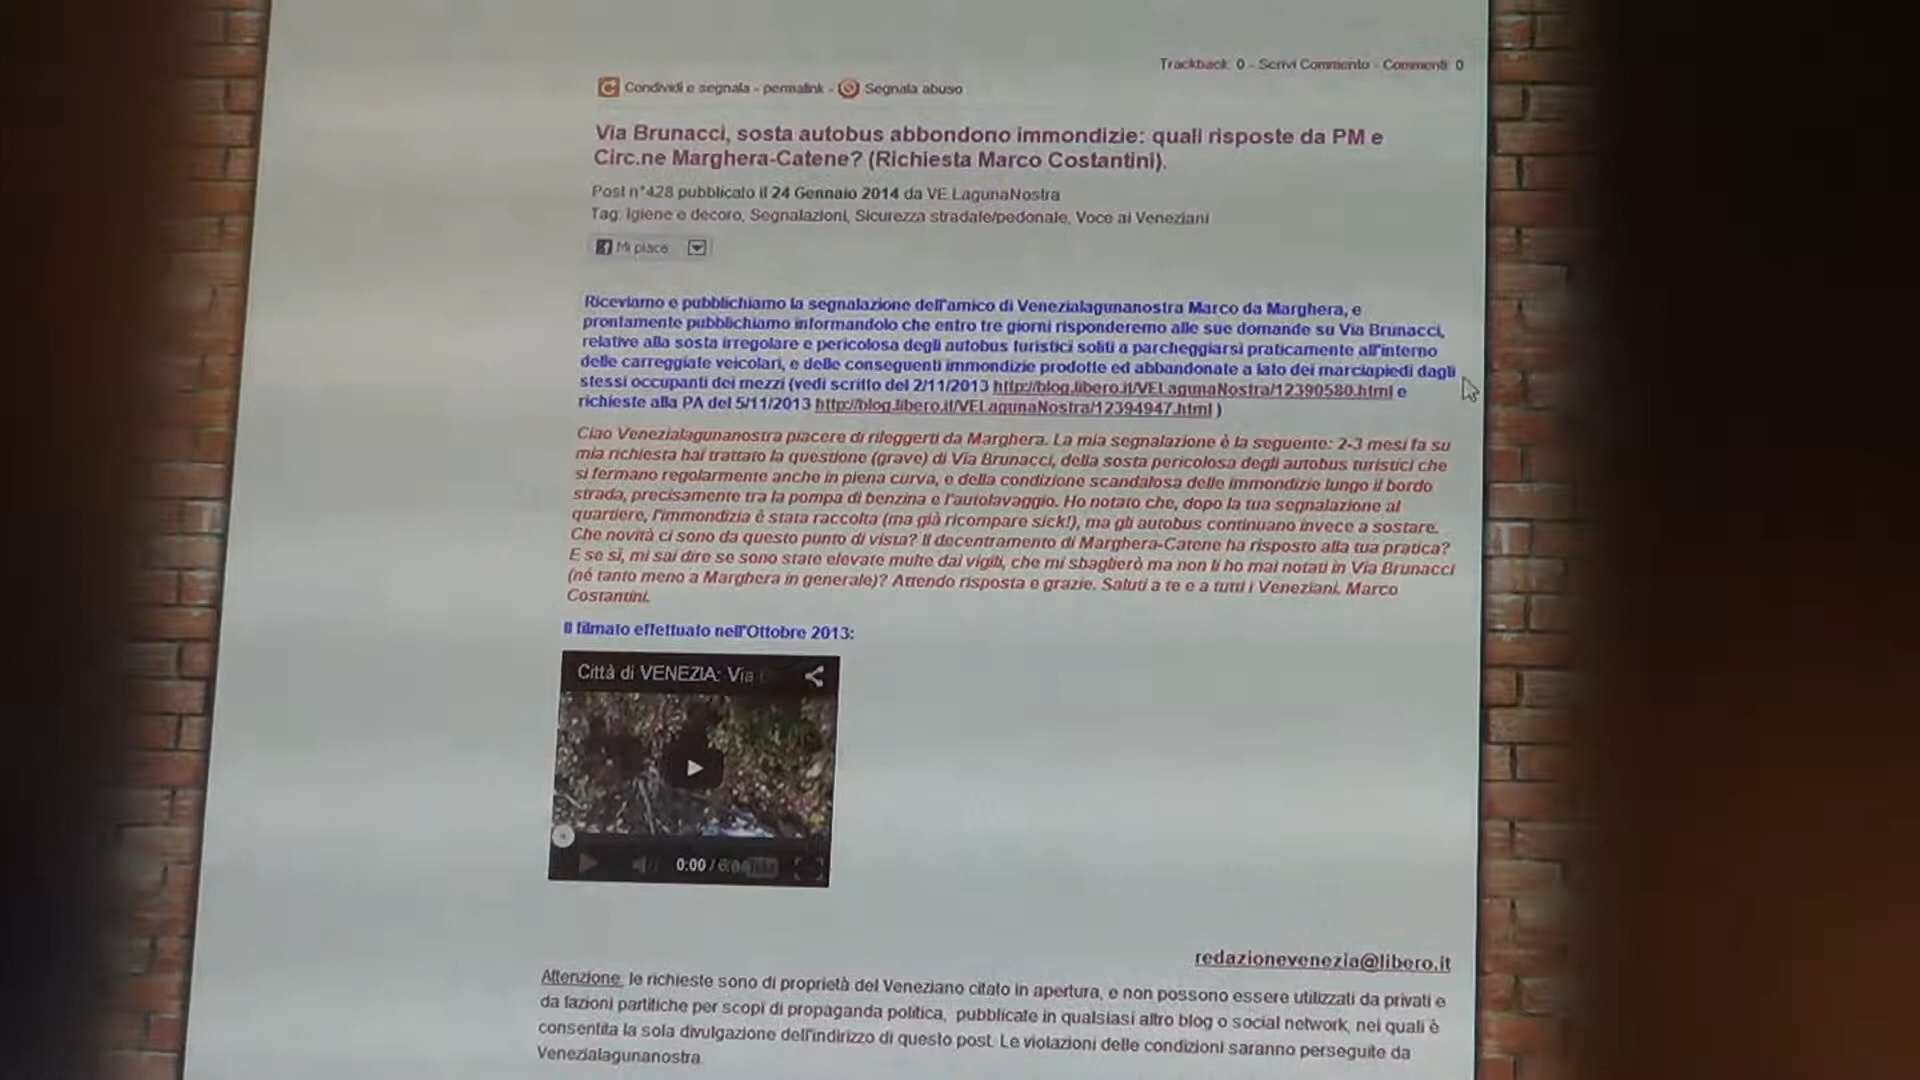 Trackback: 0 - Scrivi Commento - Commenti: 0
Condividi e segnala - permalink - Segnala abuso
Via Brunacci, sosta autobus abbondono immondizie: quali risposte da PM e
Circ.ne Marghera-Catene? (Richiesta Marco Costantini).
Post n°428 pubblicato il 24 Gennaio 2014 da VE.LagunaNostra
Tag: Igiene e decoro, Segnalazioni, Sicurezza stradale/pedonale, Voce ai Veneziani
Mi piace
Riceviamo e pubblichiamo la segnalazione dell'amico di Venezialagunanostra Marco da Marghera, e
prontamente pubblichiamo informandolo che entro tre giorni risponderemo alle sue domande su Via Brunacci,
relative alla sosta irregolare e pericolosa degli autobus turistici soliti a parcheggiarsi praticamente all'interno
delle carreggiate veicolari, e delle conseguenti immondizie prodotte ed abbandonate a lato dei marciapiedi dagli
stessi occupanti dei mezzi (vedi scritto del 2/11/2013 http://blog.libero.it/VELagunaNostra/12390580.html e
richieste alla PA del 5/11/2013 http://blog.libero.it/VELagunaNostra/12394947.html )
Ciao Venezialagunanostra piacere di rileggerti da Marghera. La mia segnalazione è la seguente: 2-3 mesi fa su
mia richiesta hai trattato la questione (grave) di Via Brunacci, della sosta pericolosa degli autobus turistici che
si fermano regolarmente anche in piena curva, e della condizione scandalosa delle immondizie lungo il bordo
strada, precisamente tra la pompa di benzina e l'autolavaggio. Ho notato che, dopo la tua segnalazione al
quartiere, l'immondizia è stata raccolta (ma già ricompare sick!), ma gli autobus continuano invece a sostare.
Che novità ci sono da questo punto di vista? Il decentramento di Marghera-Catene ha risposto alla tua pratica?
E se sì, mi sai dire se sono state elevate multe dai vigili, che mi sbaglierò ma non li ho mai notati in Via Brunacci
(né tanto meno a Marghera in generale)? Attendo risposta e grazie. Saluti a te e a tutti i Veneziani. Marco
Costantini.
Il filmato effettuato nell'Ottobre 2013:
Città di VENEZIA: Via
0:00 /
redazionevenezia@libero.it
Attenzione, le richieste sono di proprietà del Veneziano citato in apertura, e non possono essere utilizzati da privati e
da fazioni partitiche per scopi di propaganda politica, pubblicate in qualsiasi altro blog o social network, nei quali è
consentita la sola divulgazione dell'indirizzo di questo post. Le violazioni delle condizioni saranno perseguite da
Venezialagunanostra.